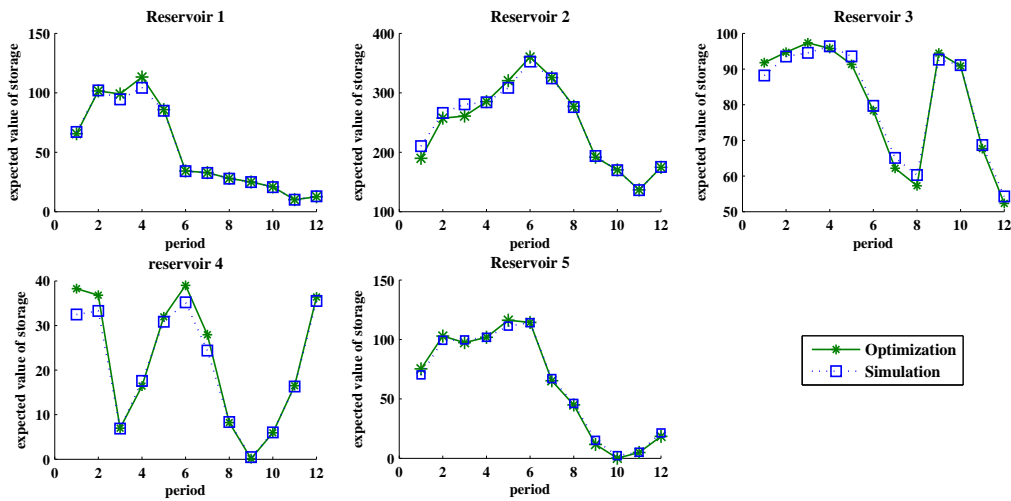 Reservoir 1
150
100
50
0
0 2 4 6 8 10 12
expected value of storage
period
Reservoir 2
400
300
200
100
0 2 4 6 8 10 12
expected value of storage
period
Reservoir 3
100
90
80
70
60
50
0 2 4 6 8 10 12
expected value of storage
period
reservoir 4
40
30
20
10
0
0 2 4 6 8 10 12
expected value of storage
period
Reservoir 5
150
100
50
0
0 2 4 6 8 10 12
expected value of storage
period
Optimization
Simulation